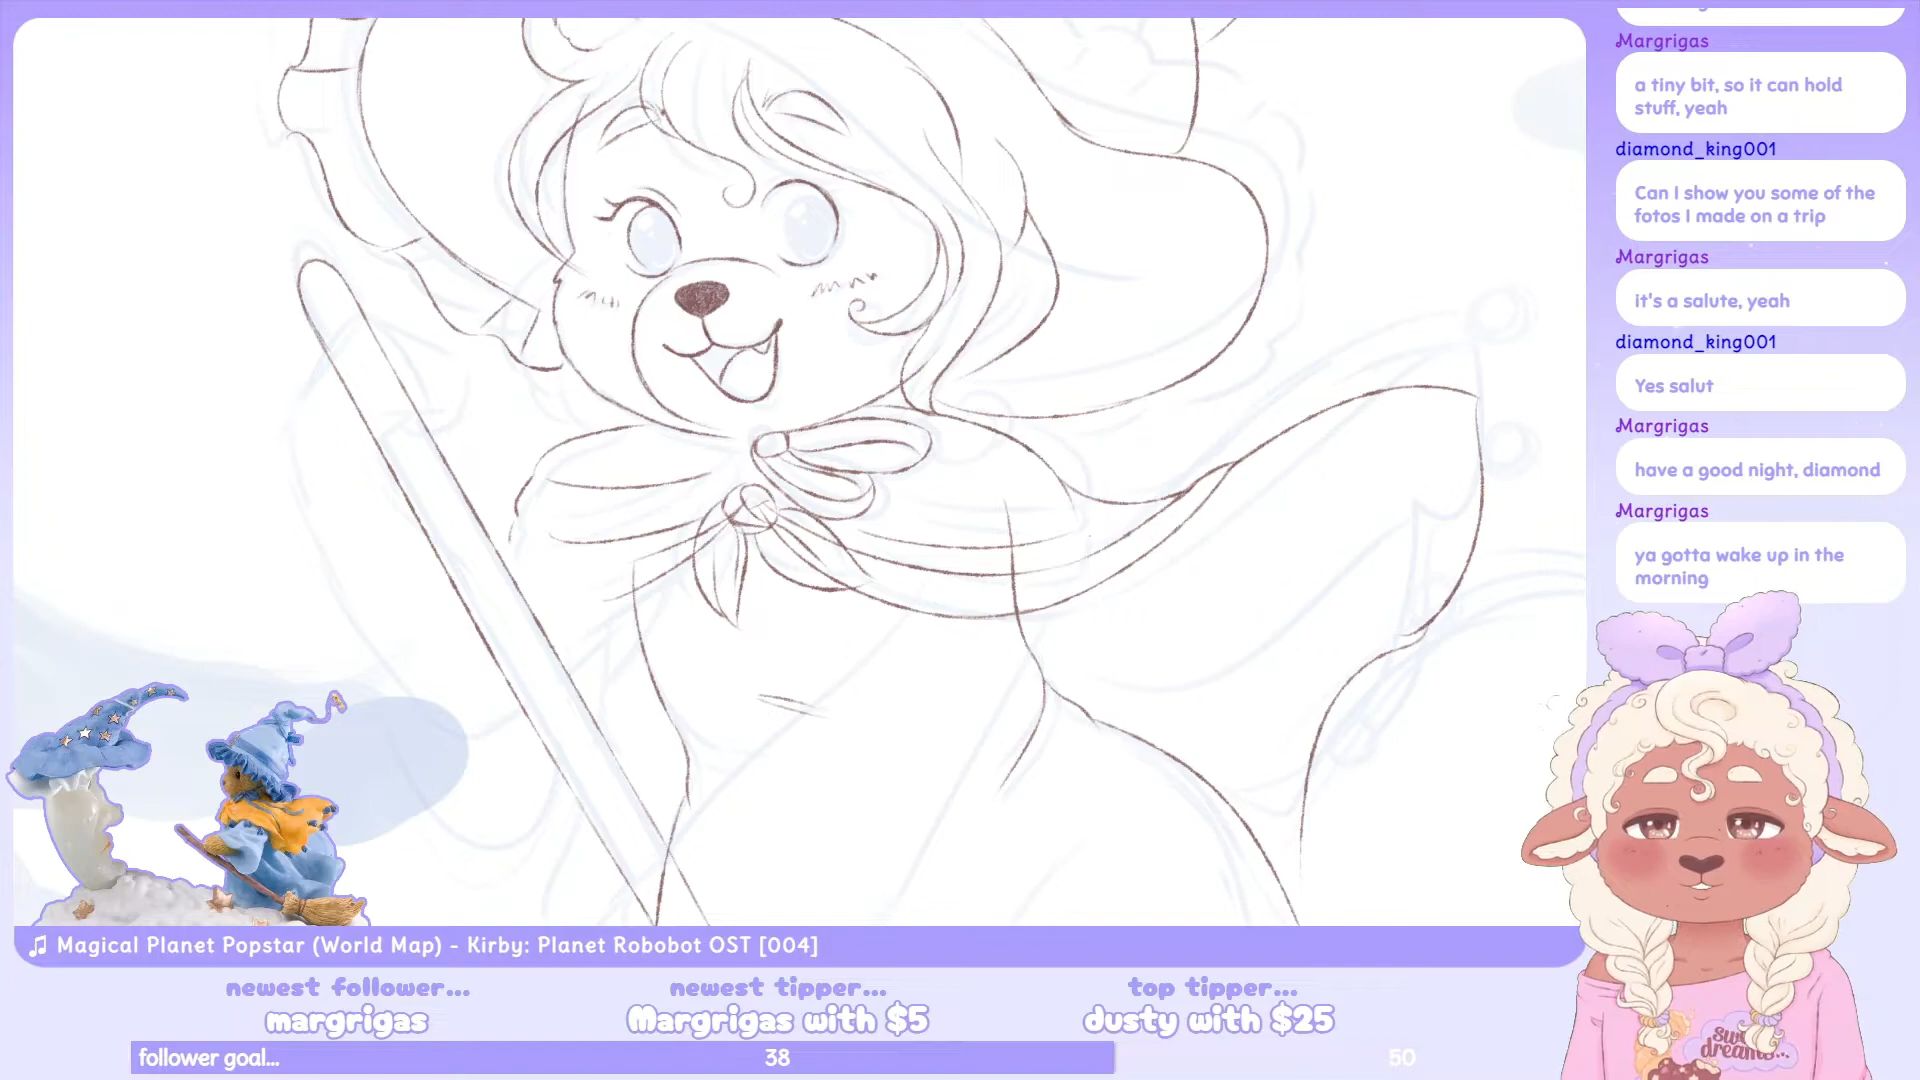 Margrigas
a tiny bit, so it can hold
stuff, yeah
diamond_king001
Can I show you some of the
fotos I made on a trip
Margrigas
it's a salute, yeah
diamond_king001
Yes salut
Margrigas
have a good night, diamond
Margrigas
ya gotta wake up in the
morning
Magical Planet Popstar (World Map) - Kirby: Planet Robobot OST [004]
newest follower...
margrigas
newest tipper...
Margrigas with $5
top tipper...
dusty with $25
follower goal...
38
50
dreams...